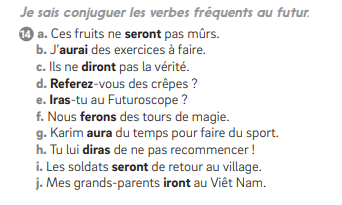 Je sais conjuguer les verbes fréquents au futur.
14 a. Ces fruits ne seront pas mûrs.
b. J'aurai des exercices à faire.
c. Ils ne diront pas la vérité.
d. Referez-vous des crêpes ?
e. Iras-tu au Futuroscope ?
f. Nous ferons des tours de magie.
g. Karim aura du temps pour faire du sport.
h. Tu lui diras de ne pas recommencer !
i. Les soldats seront de retour au village.
j. Mes grands-parents iront au Viêt Nam.